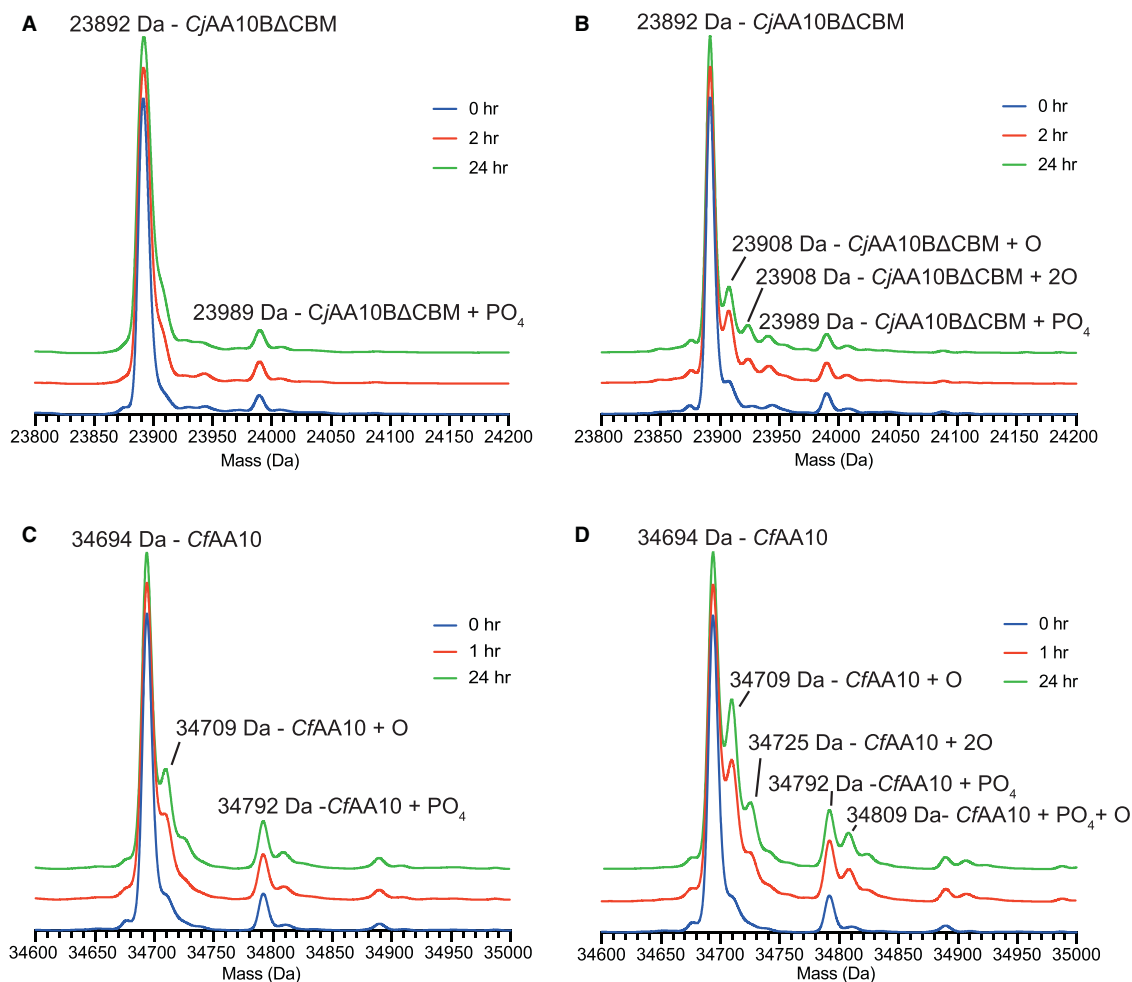 A
23892 Da - CjAA10BΔCBM
0 hr
2 hr
24 hr
23989 Da - CjAA10BΔCBM + PO4
23800 23850 23900 23950 24000 24050 24100 24150 24200
Mass (Da)
B
23892 Da - CjAA10BΔCBM
0 hr
2 hr
24 hr
23908 Da - CjAA10BΔCBM + O
23908 Da - CjAA10BΔCBM + 2O
23989 Da - CjAA10BΔCBM + PO4
23800 23850 23900 23950 24000 24050 24100 24150 24200
Mass (Da)
C
34694 Da - CfAA10
0 hr
1 hr
24 hr
34709 Da - CfAA10 + O
34792 Da -CfAA10 + PO4
34600 34650 34700 34750 34800 34850 34900 34950 35000
Mass (Da)
D
34694 Da - CfAA10
0 hr
1 hr
24 hr
34709 Da - CfAA10 + O
34725 Da - CfAA10 + 2O
34792 Da -CfAA10 + PO4
34809 Da- CfAA10 + PO4+ O
34600 34650 34700 34750 34800 34850 34900 34950 35000
Mass (Da)